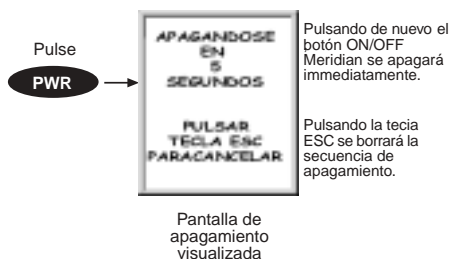 Pulse
PWR
APAGANDOSE
EN
5
SEGUNDOS
PULSAR
TECLA ESC
PARACANCELAR
Pulsando de nuevo el
botón ON/OFF
Meridian se apagará
immediatamente.
Pulsando la tecia
ESC se borrará la
secuencia de
apagamiento.
Pantalla de
apagamiento
visualizada